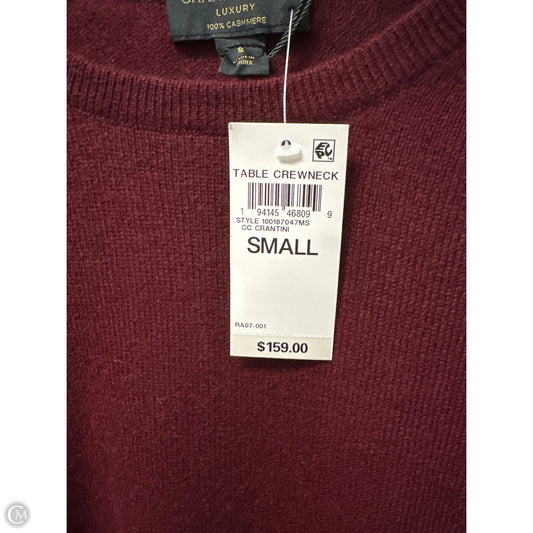 LUXURY
100% CASHMERE
S
CHINA
TABLE CREWNECK
1 94145 46809 9
STYLE 100187047MS
CC CRANTINI
SMALL
RA07-001
$159.00
CM